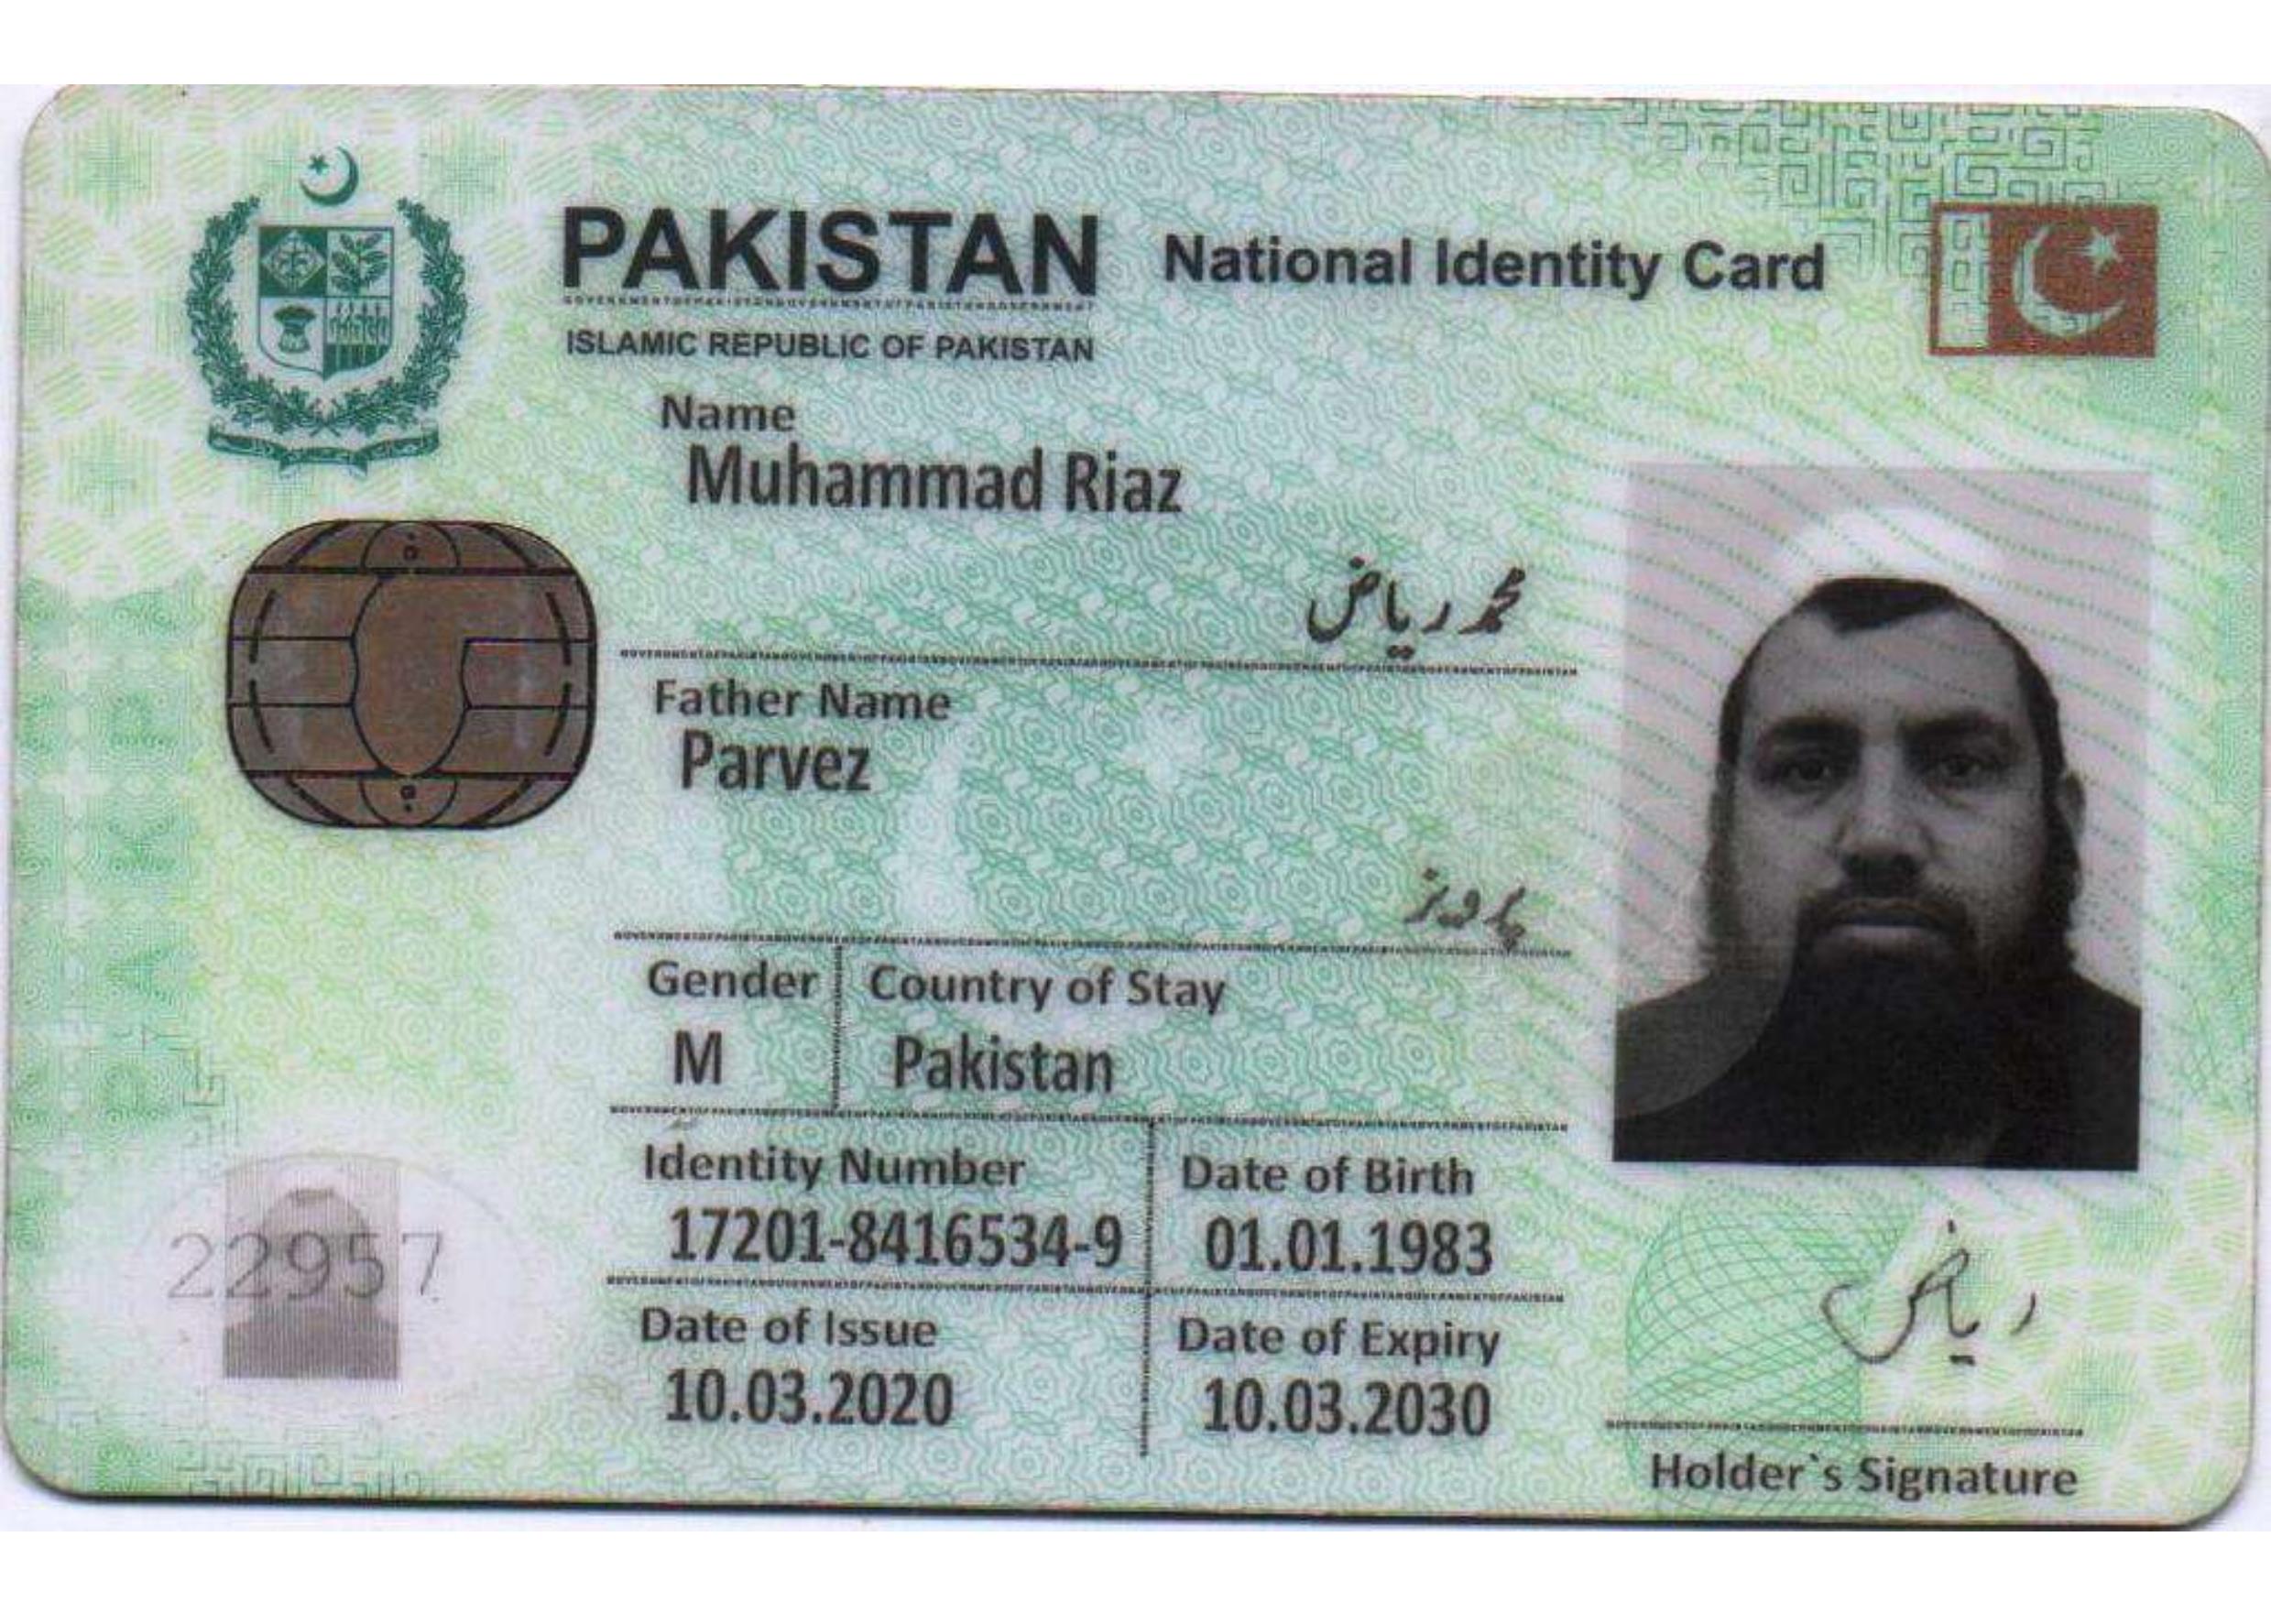 PAKISTAN National Identity Card
ISLAMIC REPUBLIC OF PAKISTAN
Name
Muhammad Riaz
محمد ریاض
Father Name
Parvez
پاروز
Gender
Country of Stay
M
Pakistan
Identity Number
Date of Birth
17201-8416534-9
01.01.1983
22957
Date of Issue
Date of Expiry
10.03.2020
10.03.2030
ریاض
Holder`s Signature